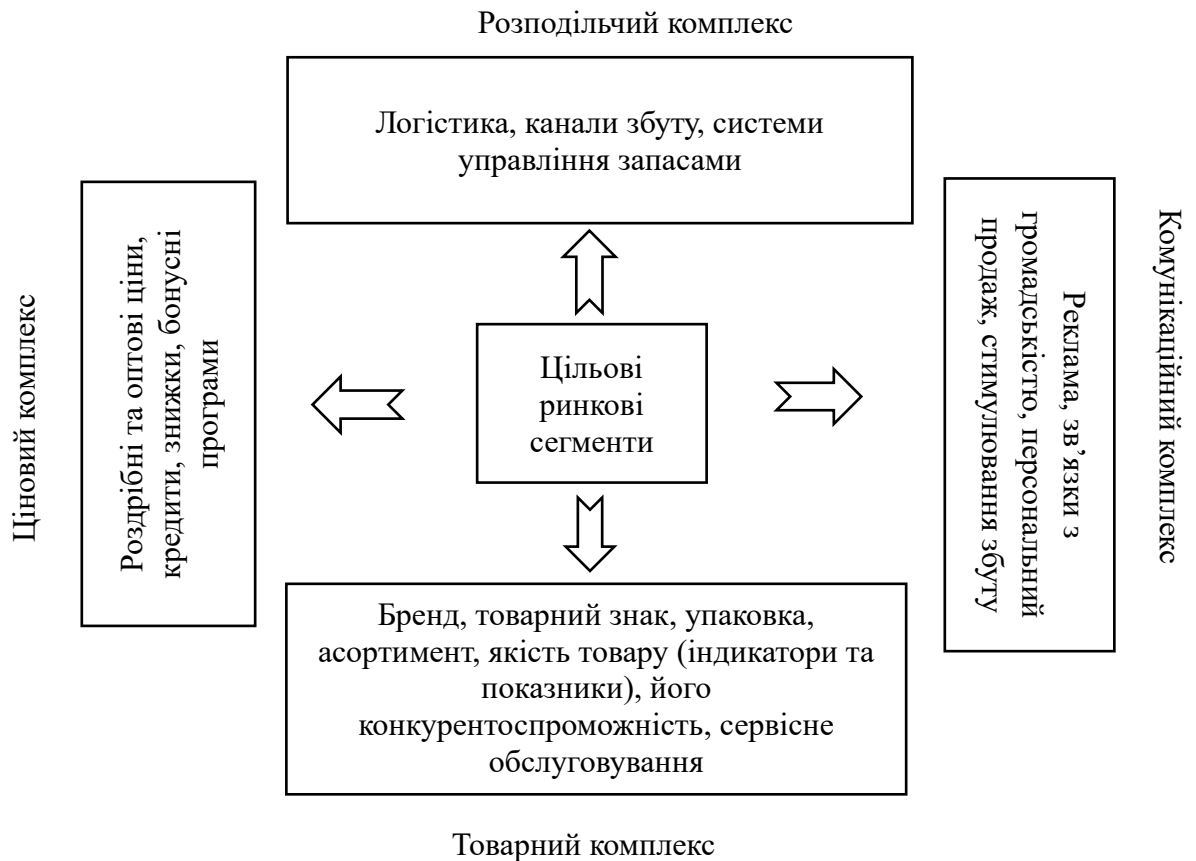 Розподільчий комплекс
Логістика, канали збуту, системи
управління запасами
Ціновий комплекс
Роздрібні та оптові ціни,
кредити, знижки, бонусні
програми
Цільові
ринкові
сегменти
Реклама, зв’язки з
громадськістю, персональний
продаж, стимулювання збуту
Комунікаційний комплекс
Бренд, товарний знак, упаковка,
асортимент, якість товару (індикатори та
показники), його
конкурентоспроможність, сервісне
обслуговування
Товарний комплекс